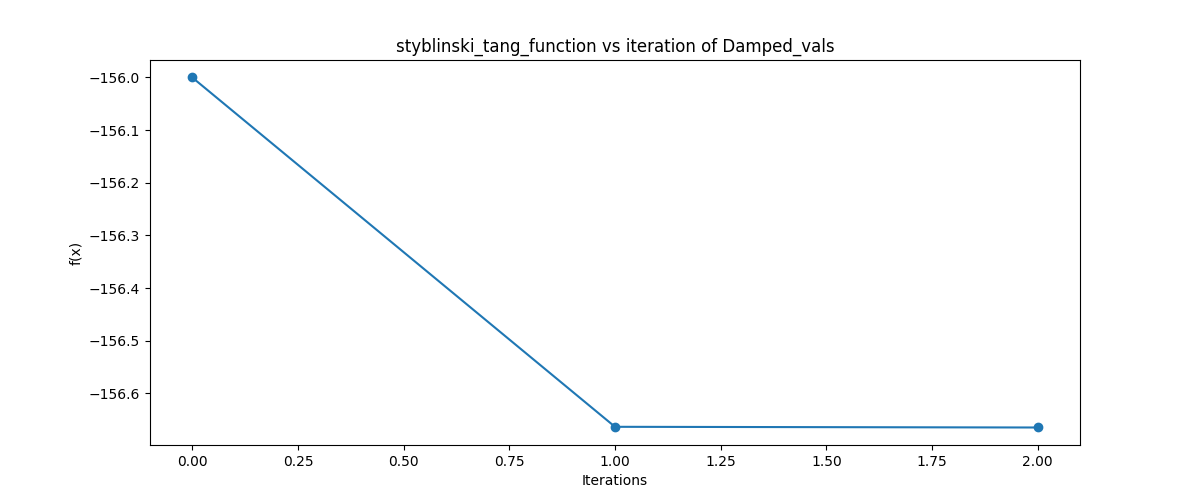 styblinski_tang_function vs iteration of Damped_vals
−156.0
−156.1
−156.2
−156.3
−156.4
−156.5
−156.6
f(x)
0.00 0.25 0.50 0.75 1.00 1.25 1.50 1.75 2.00
Iterations